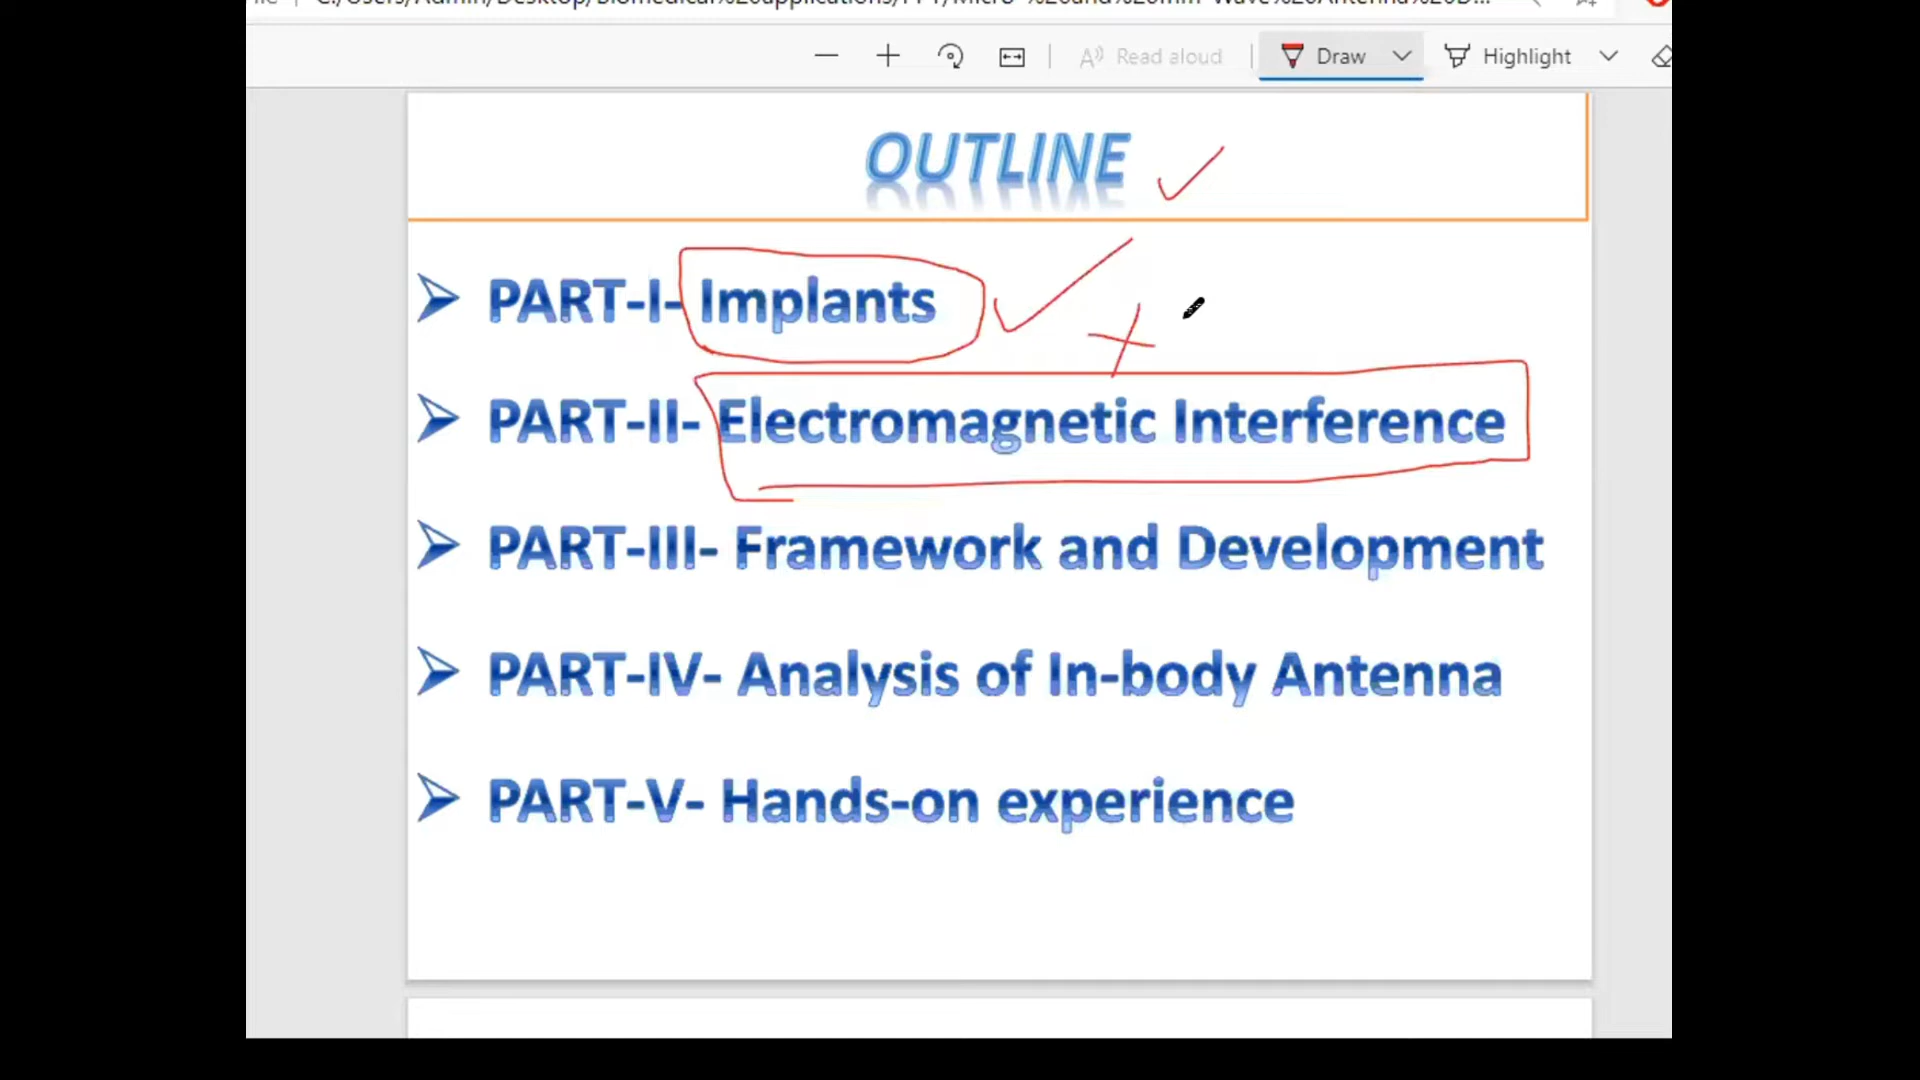 Read aloud Draw Highlight
OUTLINE
PART-I- Implants
PART-II- Electromagnetic Interference
PART-III- Framework and Development
PART-IV- Analysis of In-body Antenna
PART-V- Hands-on experience